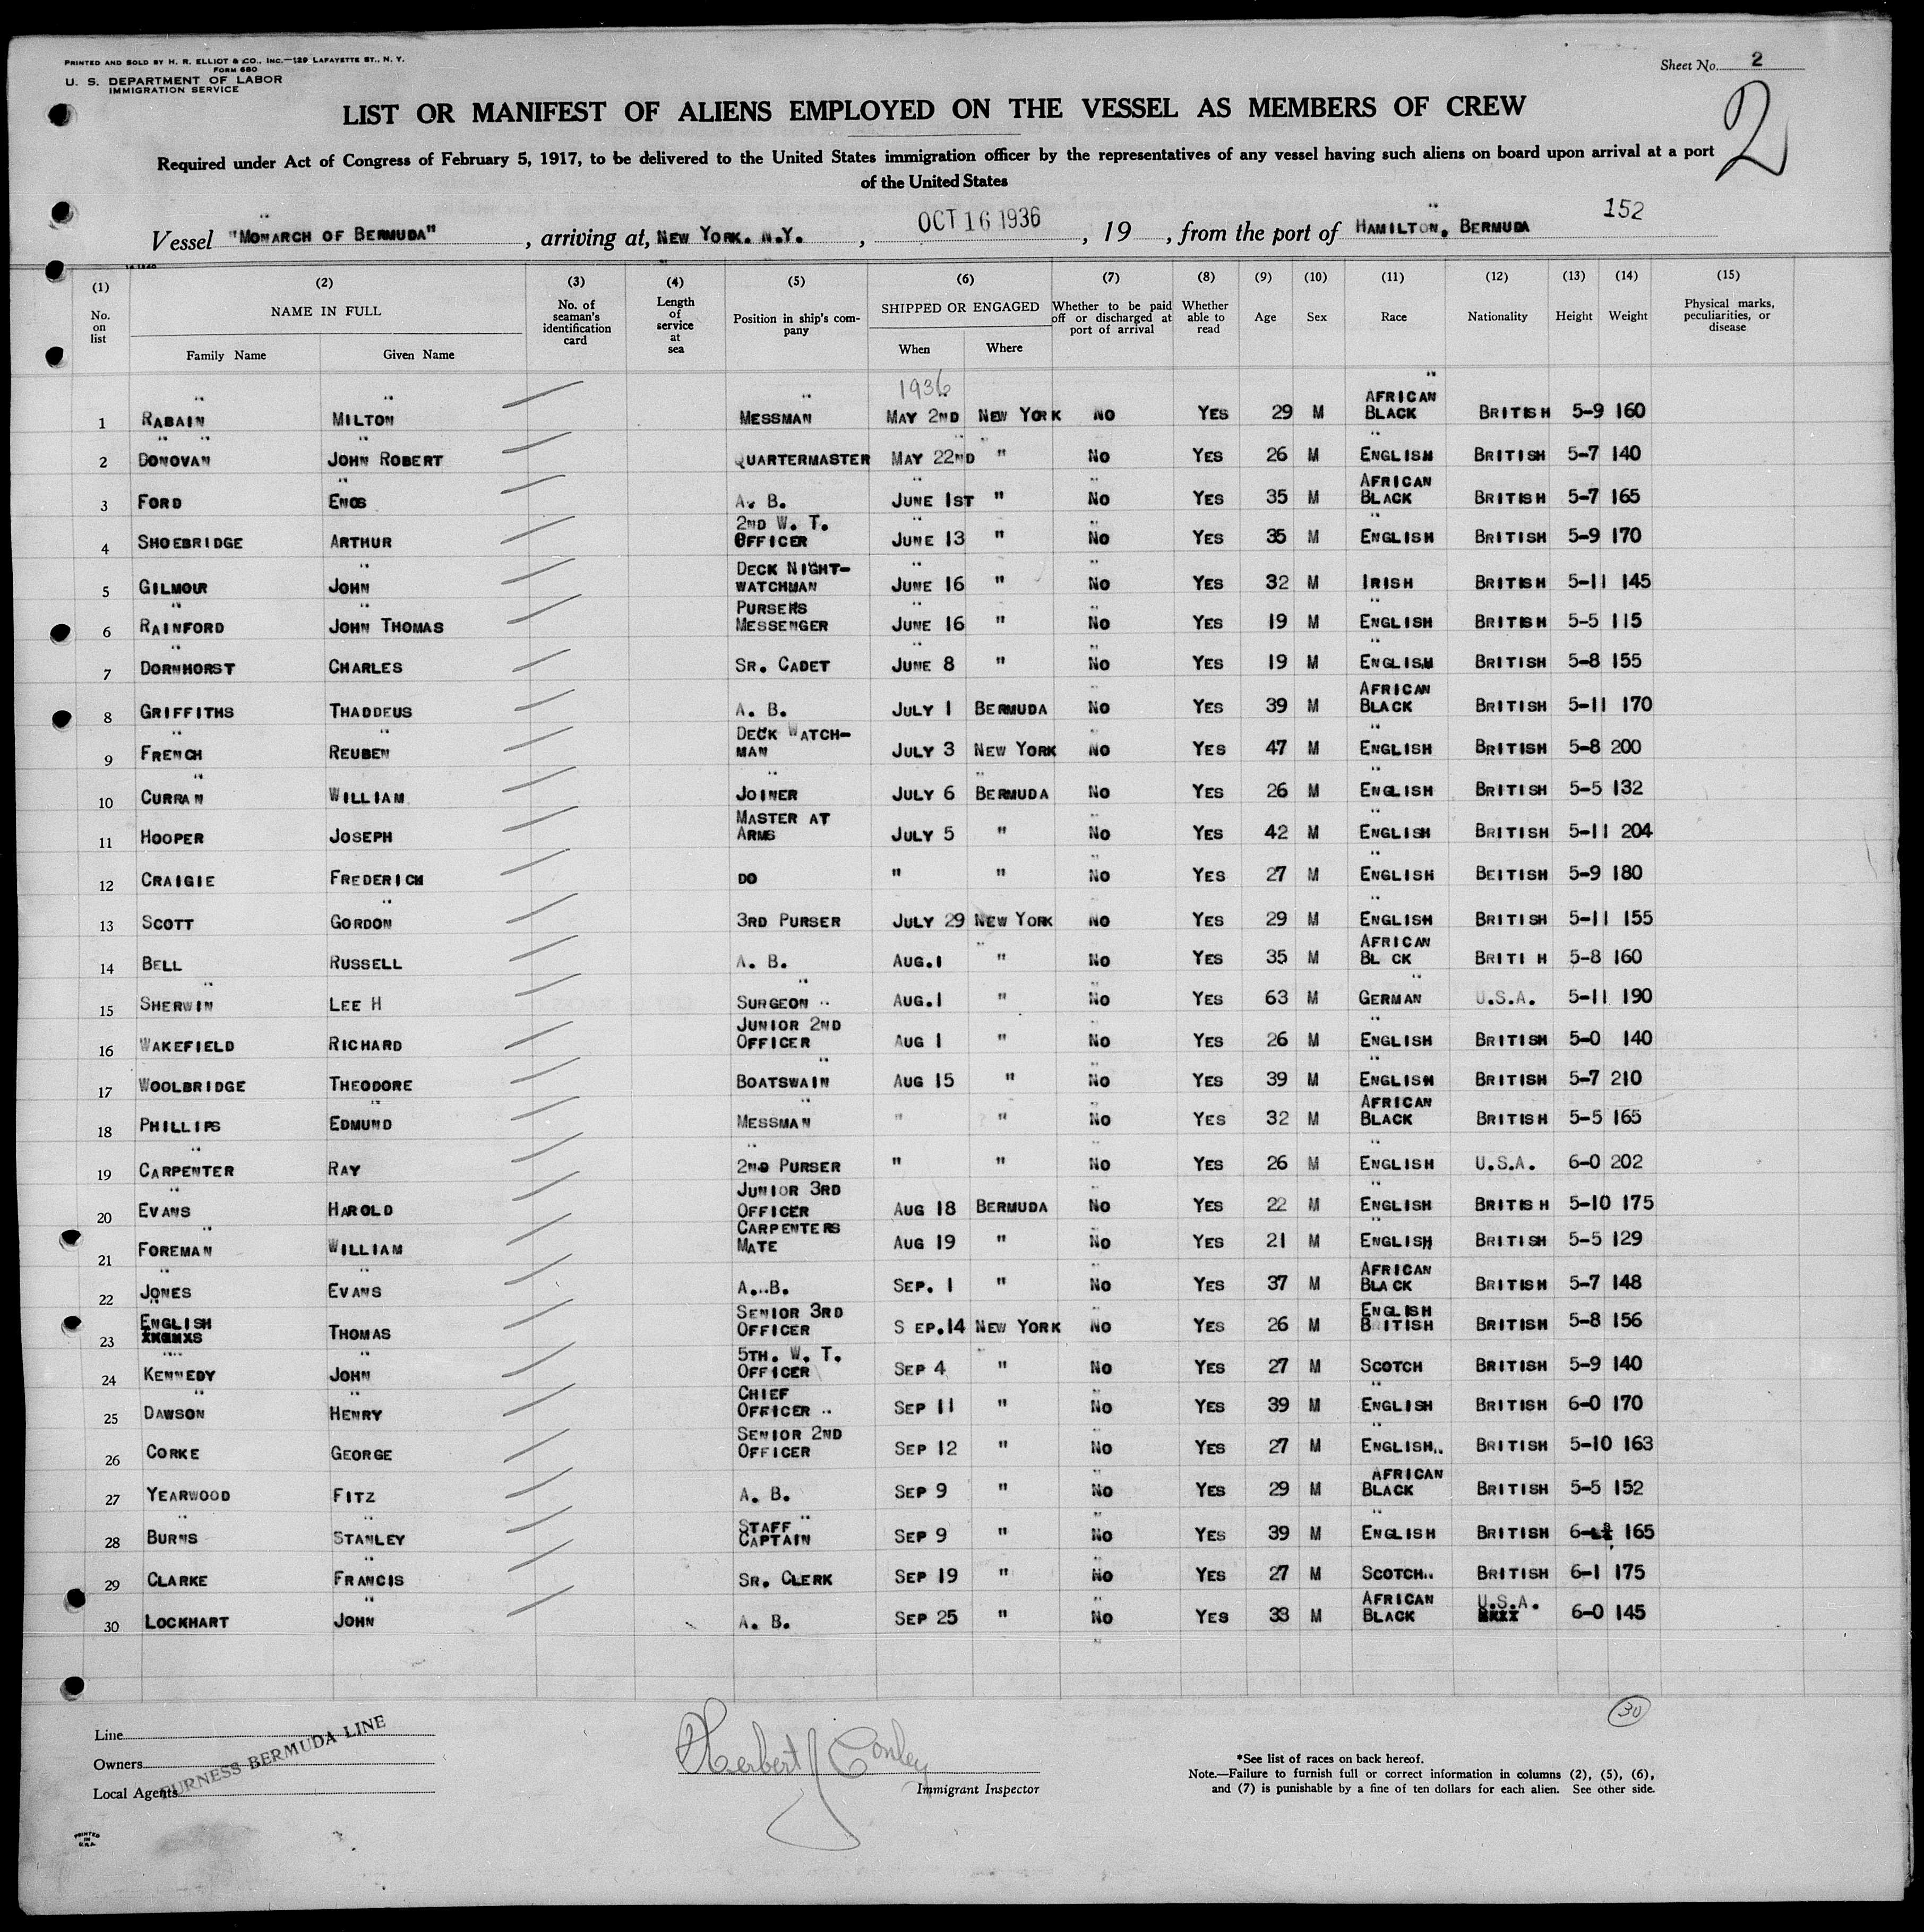 PRINTED AND SOLD BY H. R. ELLIOT & CO., INC.—129 LAFAYETTE ST., N. Y.
FORM 680
U. S. DEPARTMENT OF LABOR
IMMIGRATION SERVICE
Sheet No. 2
2
LIST OR MANIFEST OF ALIENS EMPLOYED ON THE VESSEL AS MEMBERS OF CREW
Required under Act of Congress of February 5, 1917, to be delivered to the United States immigration officer by the representatives of any vessel having such aliens on board upon arrival at a port
of the United States
152
Vessel "MONARCH OF BERMUDA", arriving at, NEW YORK. N.Y., OCT 16 1936, 19 , from the port of HAMILTON, BERMUDA
(1) No. on list (2) NAME IN FULL Family Name Given Name (3) No. of seaman's identification card (4) Length of service at sea (5) Position in ship's company (6) SHIPPED OR ENGAGED When Where (7) Whether to be paid off or discharged at port of arrival (8) Whether able to read (9) Age (10) Sex (11) Race (12) Nationality (13) Height (14) Weight (15) Physical marks, peculiarities, or disease
1936
1 RABAIN MILTON MESSMAN MAY 2ND NEW YORK NO YES 29 M AFRICAN BLACK BRITISH 5-9 160
2 DONOVAN JOHN ROBERT QUARTERMASTER MAY 22ND " NO YES 26 M ENGLISH BRITISH 5-7 140
3 FORD ENOS A. B. JUNE 1ST " NO YES 35 M AFRICAN BLACK BRITISH 5-7 165
4 SHOEBRIDGE ARTHUR 2ND W. T. OFFICER JUNE 13 " NO YES 35 M ENGLISH BRITISH 5-9 170
5 GILMOUR JOHN DECK NIGHT-WATCHMAN JUNE 16 " NO YES 32 M IRISH BRITISH 5-11 145
6 RAINFORD JOHN THOMAS PURSERS MESSENGER JUNE 16 " NO YES 19 M ENGLISH BRITISH 5-5 115
7 DORNHORST CHARLES SR. CADET JUNE 8 " NO YES 19 M ENGLISH BRITISH 5-8 155
8 GRIFFITHS THADDEUS A. B. JULY 1 BERMUDA NO YES 39 M AFRICAN BLACK BRITISH 5-11 170
9 FRENCH REUBEN DECK WATCH-MAN JULY 3 NEW YORK NO YES 47 M ENGLISH BRITISH 5-8 200
10 CURRAN WILLIAM JOINER JULY 6 BERMUDA NO YES 26 M ENGLISH BRITISH 5-5 132
11 HOOPER JOSEPH MASTER AT ARMS JULY 5 " NO YES 42 M ENGLISH BRITISH 5-11 204
12 CRAIGIE FREDERICH DO " " NO YES 27 M ENGLISH BEITISH 5-9 180
13 SCOTT GORDON 3RD PURSER JULY 29 NEW YORK NO YES 29 M ENGLISH BRITISH 5-11 155
14 BELL RUSSELL A. B. AUG.1 " NO YES 35 M AFRICAN BL CK BRITI H 5-8 160
15 SHERWIN LEE H SURGEON AUG.1 " NO YES 63 M GERMAN U.S.A. 5-11 190
16 WAKEFIELD RICHARD JUNIOR 2ND OFFICER AUG 1 " NO YES 26 M ENGLISH BRITISH 5-0 140
17 WOOLBRIDGE THEODORE BOATSWAIN AUG 15 " NO YES 39 M ENGLISH BRITISH 5-7 210
18 PHILLIPS EDMUND MESSMAN " " NO YES 32 M AFRICAN BLACK BRITISH 5-5 165
19 CARPENTER RAY 2ND PURSER " " NO YES 26 M ENGLISH U.S.A. 6-0 202
20 EVANS HAROLD JUNIOR 3RD OFFICER AUG 18 BERMUDA NO YES 22 M ENGLISH BRITISH 5-10 175
21 FOREMAN WILLIAM CARPENTERS MATE AUG 19 " NO YES 21 M ENGLISH BRITISH 5-5 129
22 JONES EVANS A. B. SEP. 1 " NO YES 37 M AFRICAN BLACK BRITISH 5-7 148
23 ENGLISH THOMAS SENIOR 3RD OFFICER SEP.14 NEW YORK NO YES 26 M ENGLISH BRITISH BRITISH 5-8 156
24 KENNEDY JOHN 5TH. W. T. OFFICER SEP 4 " NO YES 27 M SCOTCH BRITISH 5-9 140
25 DAWSON HENRY CHIEF OFFICER SEP 11 " NO YES 39 M ENGLISH BRITISH 6-0 170
26 CORKE GEORGE SENIOR 2ND OFFICER SEP 12 " NO YES 27 M ENGLISH BRITISH 5-10 163
27 YEARWOOD FITZ A. B. SEP 9 " NO YES 29 M AFRICAN BLACK BRITISH 5-5 152
28 BURNS STANLEY STAFF CAPTAIN SEP 9 " NO YES 39 M ENGLISH BRITISH 165
29 CLARKE FRANCIS SR. CLERK SEP 19 " NO YES 27 M SCOTCH BRITISH 6-1 175
30 LOCKHART JOHN A. B. SEP 25 " NO YES 33 M AFRICAN BLACK U.S.A. 6-0 145
30
Line
Owners
Local Agents
FURNESS BERMUDA LINE
Herbert J Conley
Immigrant Inspector
*See list of races on back hereof.
Note.—Failure to furnish full or correct information in columns (2), (5), (6),
and (7) is punishable by a fine of ten dollars for each alien. See other side.
PRINTED
IN
U.S.A.